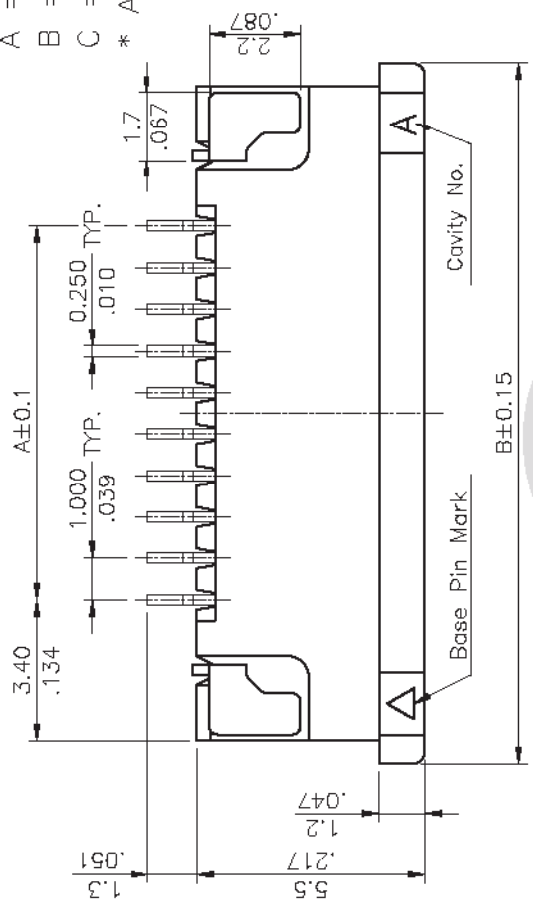 A =
B =
C =
* A
A±0.1
3.40
.134
1.000 TYP.
.039
0.250 TYP.
.010
1.7
.067
2.2
.087
1.3
.051
5.5
.217
1.2
.047
Base Pin Mark
Cavity No.
A
B±0.15